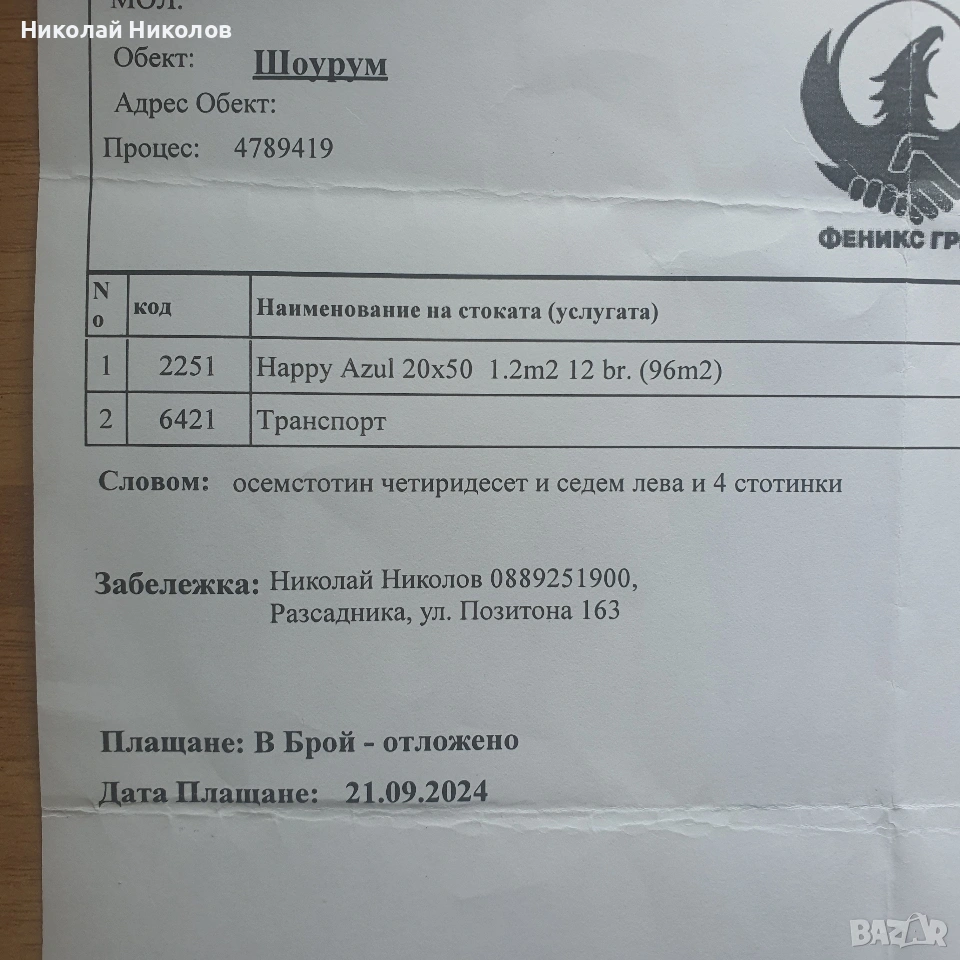 МОЛ:
Николай Николов
Обект: Шоурум
Адрес Обект:
Процес: 4789419
ФЕНИКС
N
o
код
Наименование на стоката (услугата)
1 2251 Happy Azul 20x50 1.2m2 12 br. (96m2)
2 6421 Транспорт
Словом: осемстотин четиридесет и седем лева и 4 стотинки
Забележка: Николай Николов 0889251900,
Разсадника, ул. Позитона 163
Плащане: В Брой - отложено
Дата Плащане: 21.09.2024
BAZAR